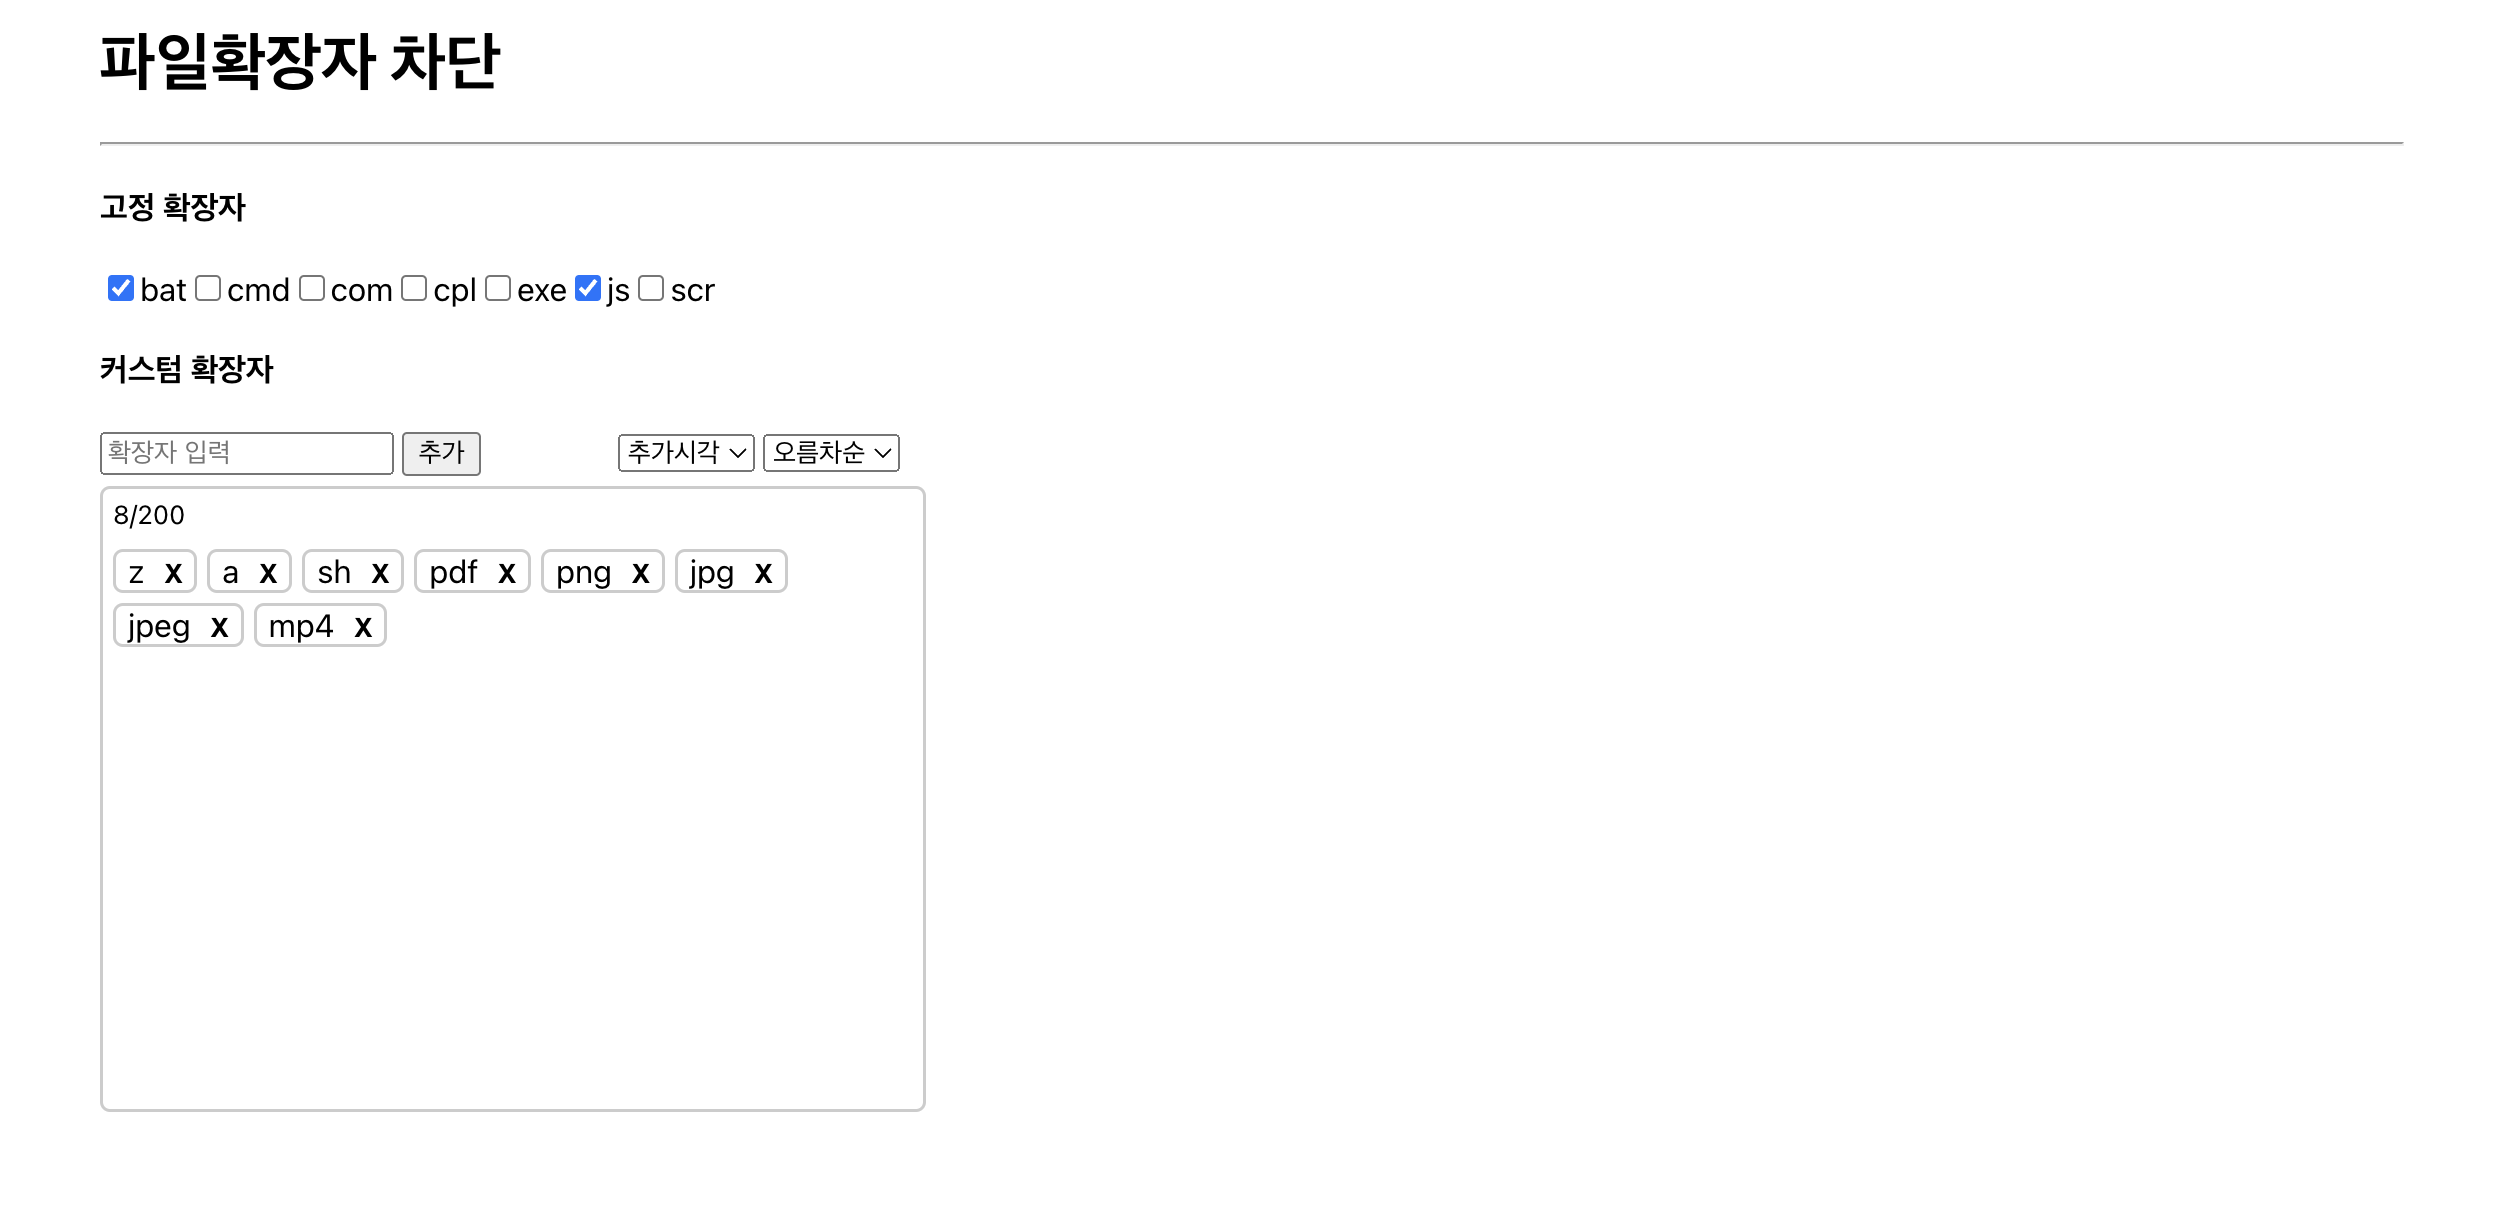 파일확장자 차단
고정 확장자
bat cmd com cpl exe js scr
커스텀 확장자
확장자 입력 추가 추가시각 오름차순
8/200
z X a X sh X pdf X png X jpg X
jpeg X mp4 X